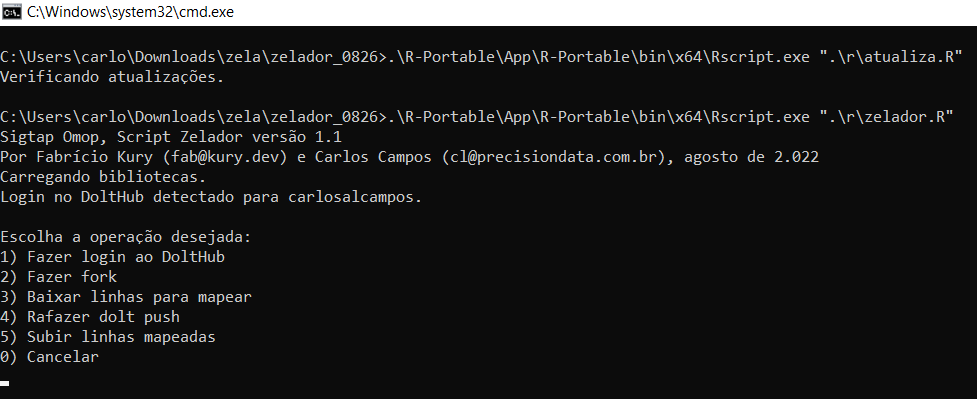 C:\Windows\system32\cmd.exe
C:\Users\carlo\Downloads\zela\zelador_0826>.\R-Portable\App\R-Portable\bin\x64\Rscript.exe ".\r\atualiza.R"
Verificando atualizações.
C:\Users\carlo\Downloads\zela\zelador_0826>.\R-Portable\App\R-Portable\bin\x64\Rscript.exe ".\r\zelador.R"
Sigtap Omop, Script Zelador versão 1.1
Por Fabrício Kury (fab@kury.dev) e Carlos Campos (cl@precisiondata.com.br), agosto de 2.022
Carregando bibliotecas.
Login no DoltHub detectado para carlosalcampos.
Escolha a operação desejada:
1) Fazer login ao DoltHub
2) Fazer fork
3) Baixar linhas para mapear
4) Rafazer dolt push
5) Subir linhas mapeadas
0) Cancelar